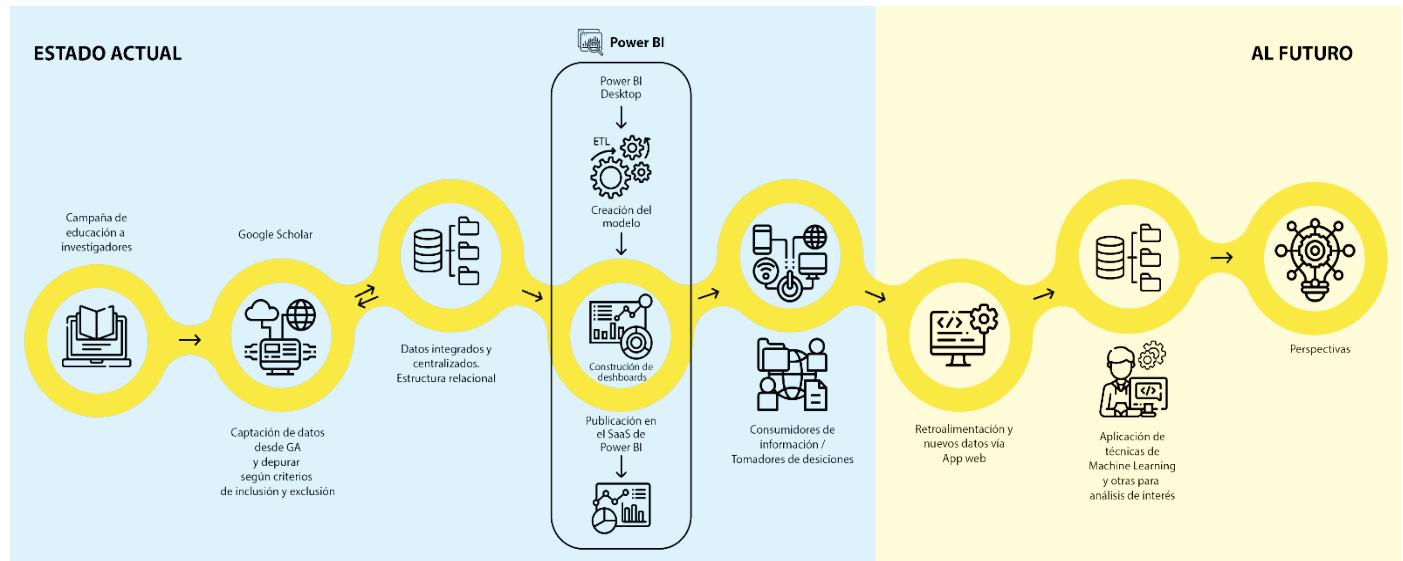 ESTADO ACTUAL
AL FUTURO
Campaña de
educación a
investigadores
Google Scholar
Captación de datos
desde GA
y depurar
según criterios
de inclusión y exclusión
Datos integrados y
centralizados.
Estructura relacional
Power BI
Power BI
Desktop
ETL
Creación del
modelo
Construción de
deshboards
Publicación en
el SaaS de
Power BI
Consumidores de
información /
Tomadores de desiciones
Retroalimentación y
nuevos datos vía
App web
Aplicación de
técnicas de
Machine Learning
y otras para
análisis de interés
Perspectivas